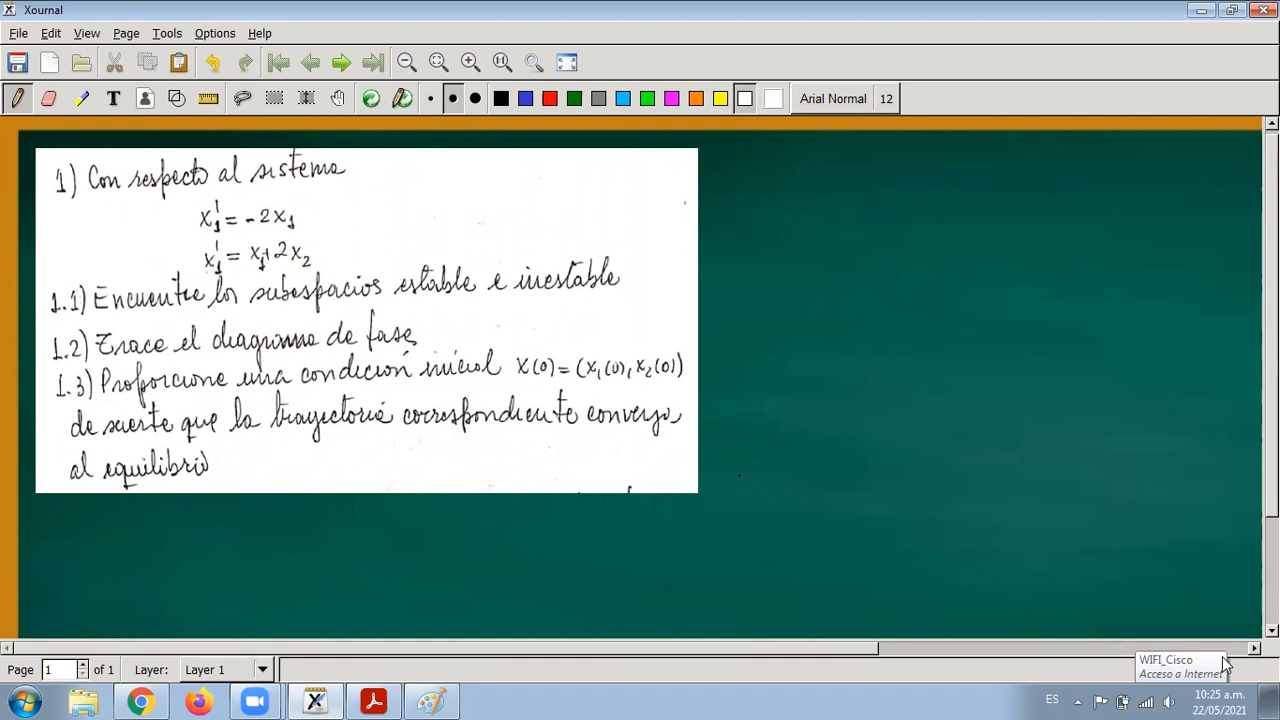 Xournal
File Edit View Page Tools Options Help
Arial Normal 12
1) Con respecto al sistema
x₁' = -2x₁
x₁' = x₁+2x₂
1.1) Encuentre los subespacios estable e inestable
1.2) Trace el diagrama de fase.
1.3) Proporcione una condición inicial X(0)=(x₁(0),x₂(0))
de suerte que la trayectoria correspondiente converga
al equilibrio
Page 1 of 1 Layer: Layer 1
WIFI_Cisco
Acceso a Internet
ES 10:25 a.m.
22/05/2021